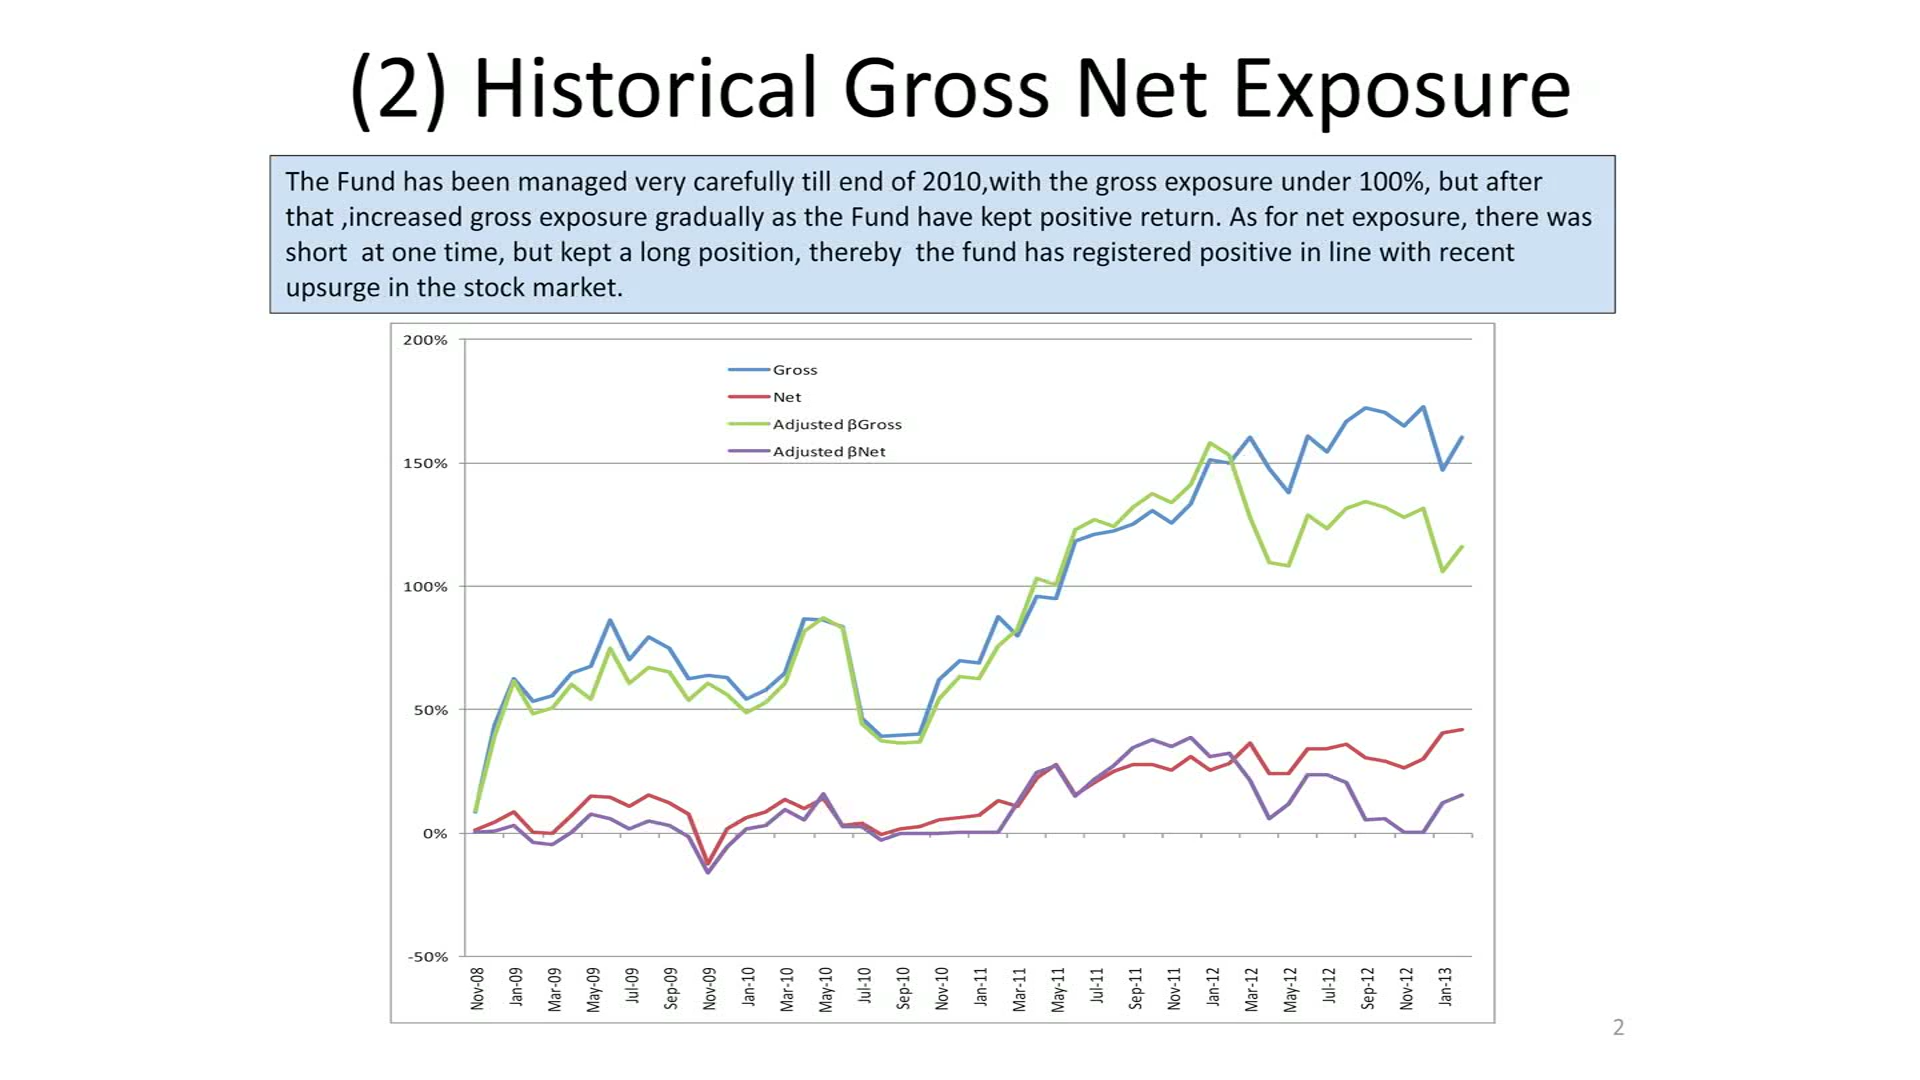 (2) Historical Gross Net Exposure
The Fund has been managed very carefully till end of 2010,with the gross exposure under 100%, but after
that ,increased gross exposure gradually as the Fund have kept positive return. As for net exposure, there was
short  at one time, but kept a long position, thereby  the fund has registered positive in line with recent
upsurge in the stock market.
200%
Gross
Net
Adjusted βGross
Adjusted βNet
150%
100%
50%
0%
-50%
Nov-08 Jan-09 Mar-09 May-09 Jul-09 Sep-09 Nov-09 Jan-10 Mar-10 May-10 Jul-10 Sep-10 Nov-10 Jan-11 Mar-11 May-11 Jul-11 Sep-11 Nov-11 Jan-12 Mar-12 May-12 Jul-12 Sep-12 Nov-12 Jan-13
2